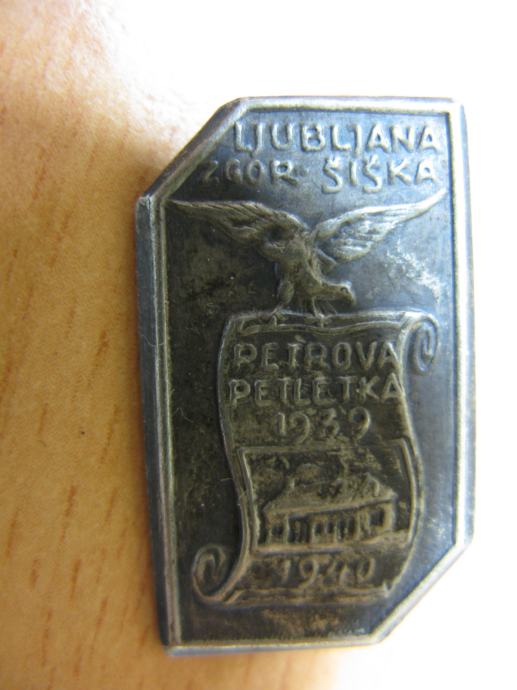 LJUBLJANA
ZGOR. ŠIŠKA
PETROVA
PETLETKA
1939
1940